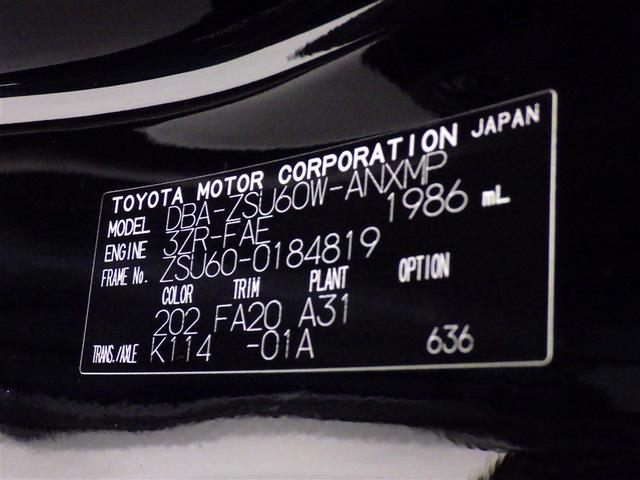 TOYOTA MOTOR CORPORATION JAPAN
MODEL DBA-ZSU60W-ANXMP
ENGINE 3ZR-FAE 1986 mL
FRAME No. ZSU60-0184819
COLOR TRIM PLANT OPTION
202 FA20 A31
TRANS./AXLE K114 -01A 636